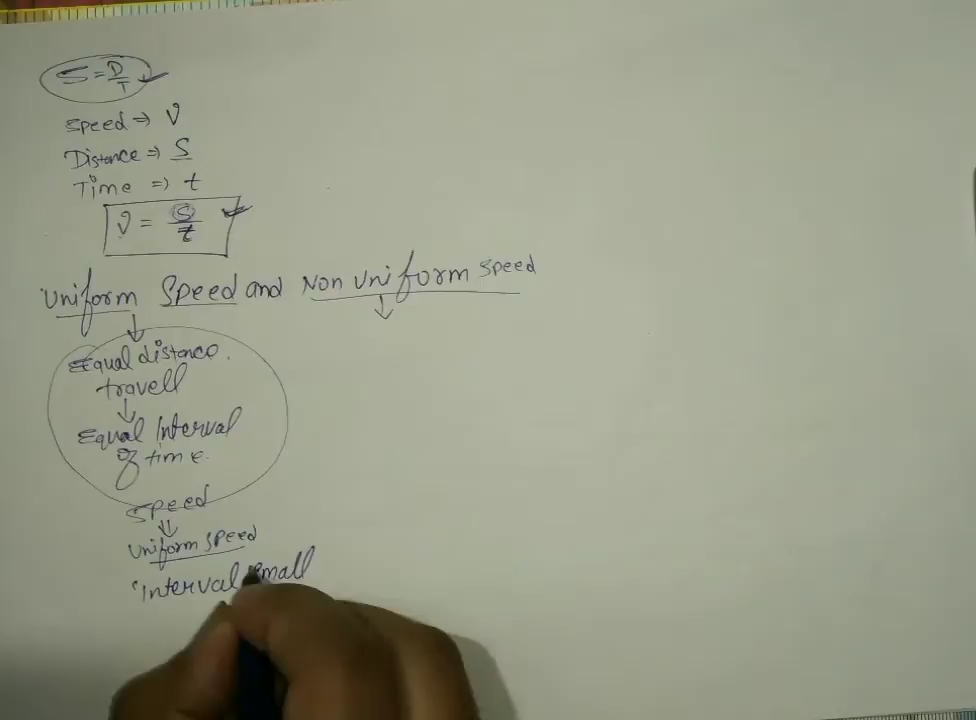 S = D/T
Speed => V
Distance => S
Time => t
V = S/t
Uniform Speed and Non Uniform Speed
Equal distance.
travell
Equal Interval
of time.
Speed
Uniform Speed
Interval small